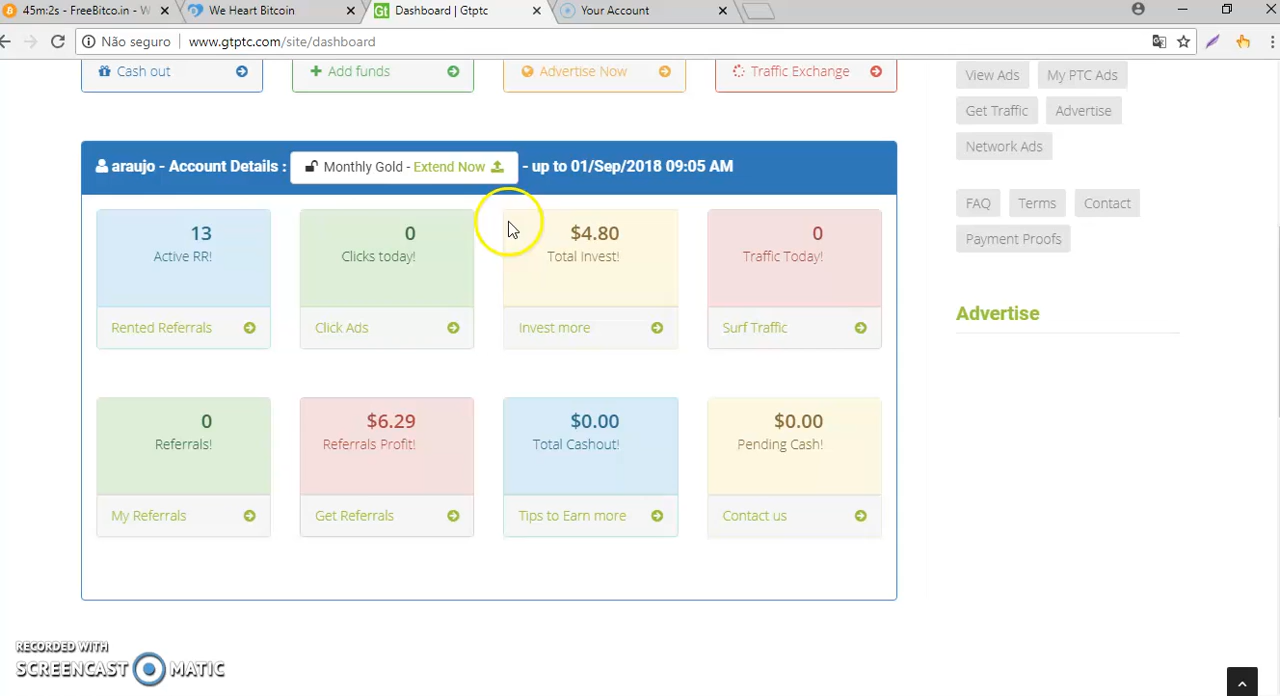 45m:2s - FreeBitco.in - W
We Heart Bitcoin
Gt Dashboard | Gtptc
Your Account
Não seguro
www.gtptc.com/site/dashboard
Cash out
Add funds
Advertise Now
Traffic Exchange
View Ads
My PTC Ads
Get Traffic
Advertise
Network Ads
araujo - Account Details : Monthly Gold - Extend Now - up to 01/Sep/2018 09:05 AM
FAQ
Terms
Contact
Payment Proofs
13
Active RR!
Rented Referrals
0
Clicks today!
Click Ads
$4.80
Total Invest!
Invest more
0
Traffic Today!
Surf Traffic
Advertise
0
Referrals!
My Referrals
$6.29
Referrals Profit!
Get Referrals
$0.00
Total Cashout!
Tips to Earn more
$0.00
Pending Cash!
Contact us
RECORDED WITH
SCREENCAST MATIC